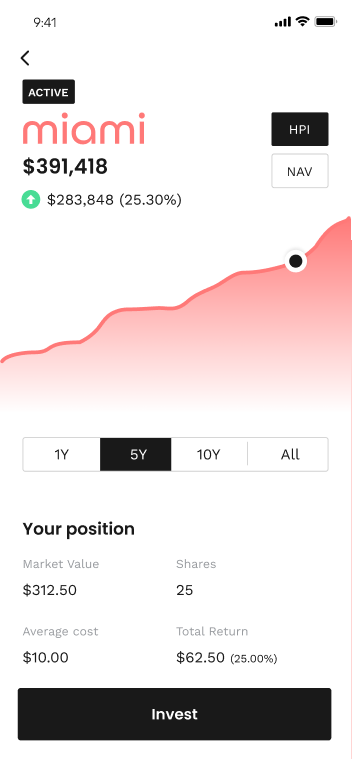 9:41
ACTIVE
miami
HPI
$391,418
NAV
$283,848 (25.30%)
1Y 5Y 10Y All
Your position
Market Value Shares
$312.50 25
Average cost Total Return
$10.00 $62.50 (25.00%)
Invest